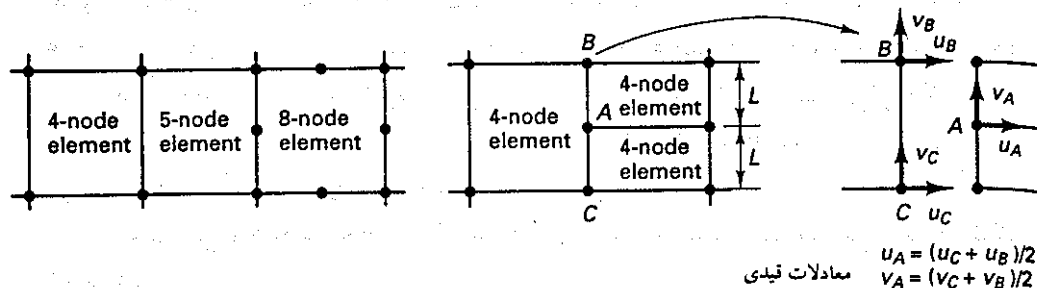 4-node
element
5-node
element
8-node
element
B
4-node
element
A
4-node
element
4-node
element
C
L
L
v_B
B
u_B
v_A
A
u_A
v_C
C
u_C
u_A = (u_C + u_B)/2
معادلات قیدی
v_A = (v_C + v_B)/2